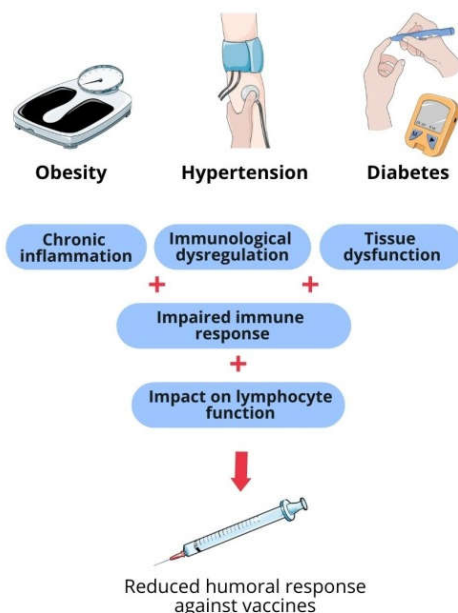 Obesity
Hypertension
Diabetes
Chronic
inflammation
Immunological
dysregulation
Tissue
dysfunction
+
+
Impaired immune
response
+
Impact on lymphocyte
function
Reduced humoral response
against vaccines